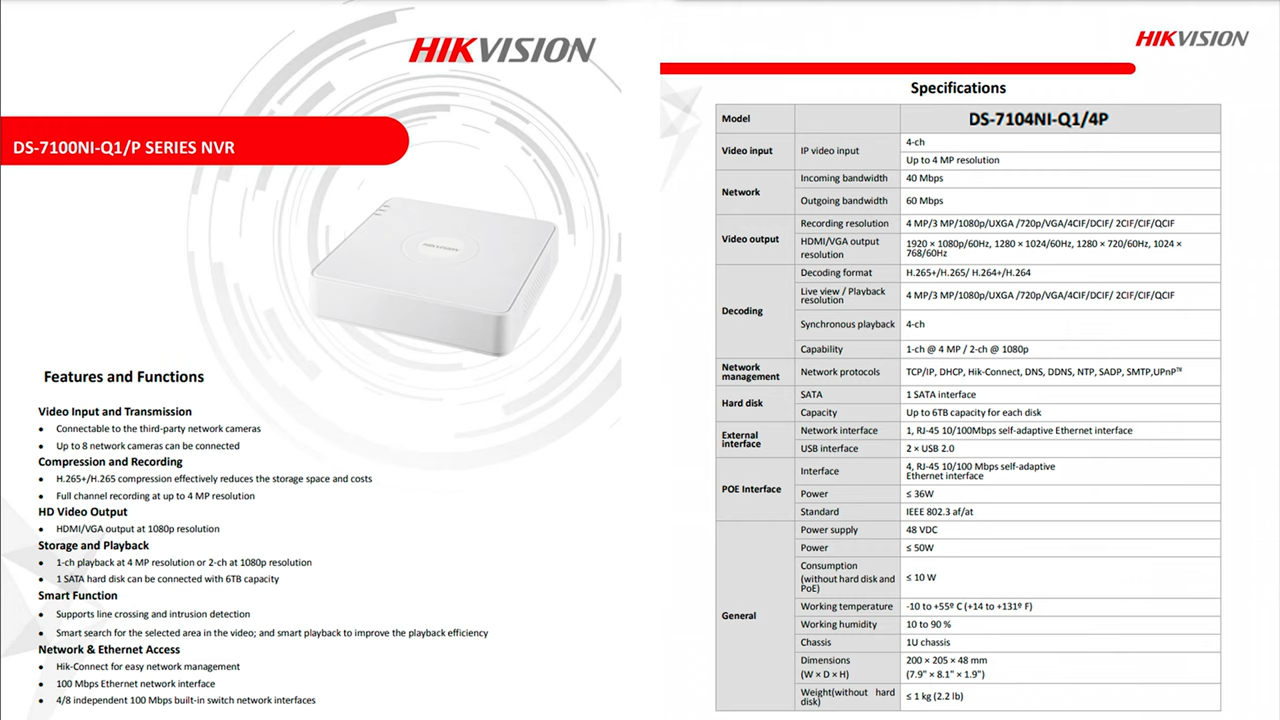 HIKVISION
DS-7100NI-Q1/P SERIES NVR
HIKVISION
Features and Functions
Video Input and Transmission
• Connectable to the third-party network cameras
• Up to 8 network cameras can be connected
Compression and Recording
• H.265+/H.265 compression effectively reduces the storage space and costs
• Full channel recording at up to 4 MP resolution
HD Video Output
• HDMI/VGA output at 1080p resolution
Storage and Playback
• 1-ch playback at 4 MP resolution or 2-ch at 1080p resolution
• 1 SATA hard disk can be connected with 6TB capacity
Smart Function
• Supports line crossing and intrusion detection
• Smart search for the selected area in the video; and smart playback to improve the playback efficiency
Network & Ethernet Access
• Hik-Connect for easy network management
• 100 Mbps Ethernet network interface
• 4/8 independent 100 Mbps built-in switch network interfaces
HIKVISION
Specifications
Model DS-7104NI-Q1/4P
Video input IP video input 4-ch
Up to 4 MP resolution
Network Incoming bandwidth 40 Mbps
Outgoing bandwidth 60 Mbps
Video output Recording resolution 4 MP/3 MP/1080p/UXGA /720p/VGA/4CIF/DCIF/ 2CIF/CIF/QCIF
HDMI/VGA output
resolution
1920 × 1080p/60Hz, 1280 × 1024/60Hz, 1280 × 720/60Hz, 1024 ×
768/60Hz
Decoding Decoding format H.265+/H.265/ H.264+/H.264
Live view / Playback
resolution
4 MP/3 MP/1080p/UXGA /720p/VGA/4CIF/DCIF/ 2CIF/CIF/QCIF
Synchronous playback 4-ch
Capability 1-ch @ 4 MP / 2-ch @ 1080p
Network
management
Network protocols TCP/IP, DHCP, Hik-Connect, DNS, DDNS, NTP, SADP, SMTP,UPnP™
Hard disk SATA 1 SATA interface
Capacity Up to 6TB capacity for each disk
External
interface
Network interface 1, RJ-45 10/100Mbps self-adaptive Ethernet interface
USB interface 2 × USB 2.0
POE Interface Interface 4, RJ-45 10/100 Mbps self-adaptive
Ethernet interface
Power ≤ 36W
Standard IEEE 802.3 af/at
General Power supply 48 VDC
Power ≤ 50W
Consumption
(without hard disk and
PoE)
≤ 10 W
Working temperature -10 to +55º C (+14 to +131º F)
Working humidity 10 to 90 %
Chassis 1U chassis
Dimensions
(W × D × H)
200 × 205 × 48 mm
(7.9" × 8.1" × 1.9")
Weight(without hard
disk)
≤ 1 kg (2.2 lb)